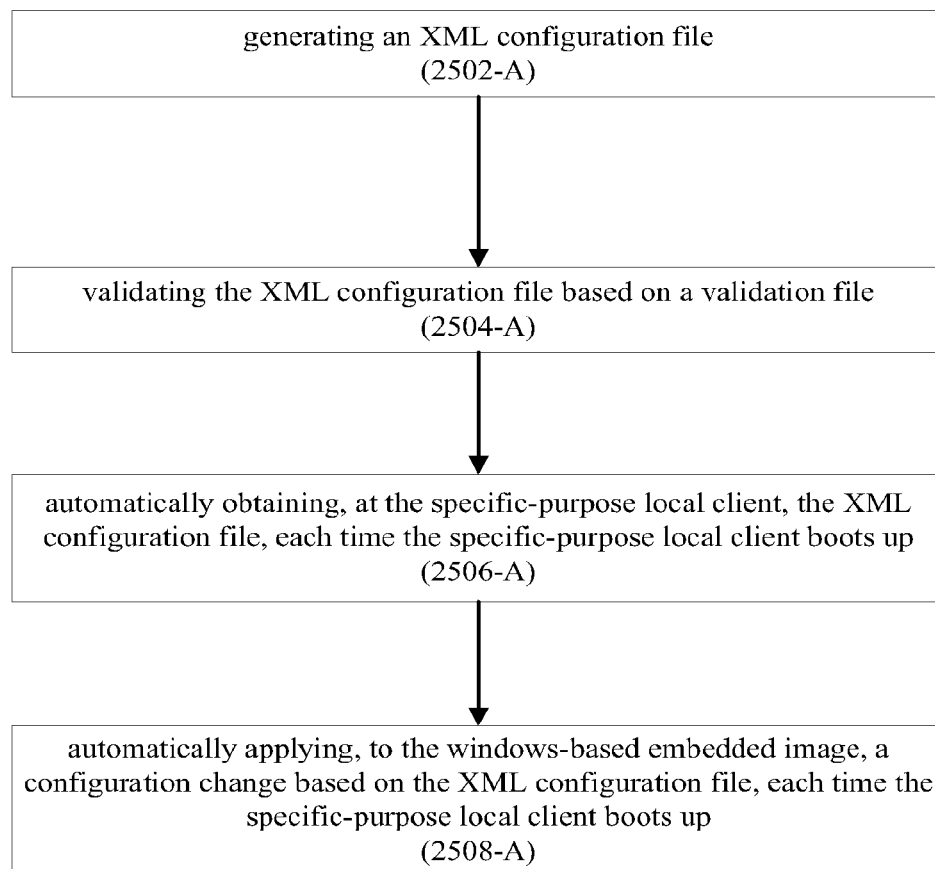 generating an XML configuration file
(2502-A)
validating the XML configuration file based on a validation file
(2504-A)
automatically obtaining, at the specific-purpose local client, the XML
configuration file, each time the specific-purpose local client boots up
(2506-A)
automatically applying, to the windows-based embedded image, a
configuration change based on the XML configuration file, each time the
specific-purpose local client boots up
(2508-A)